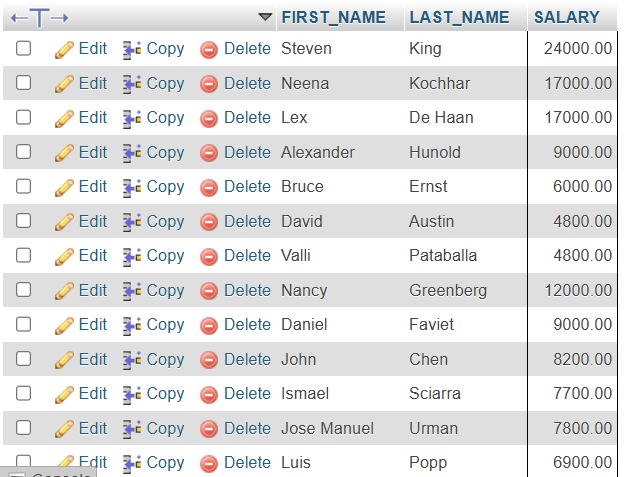 FIRST_NAME LAST_NAME SALARY
Edit Copy Delete Steven King 24000.00
Edit Copy Delete Neena Kochhar 17000.00
Edit Copy Delete Lex De Haan 17000.00
Edit Copy Delete Alexander Hunold 9000.00
Edit Copy Delete Bruce Ernst 6000.00
Edit Copy Delete David Austin 4800.00
Edit Copy Delete Valli Pataballa 4800.00
Edit Copy Delete Nancy Greenberg 12000.00
Edit Copy Delete Daniel Faviet 9000.00
Edit Copy Delete John Chen 8200.00
Edit Copy Delete Ismael Sciarra 7700.00
Edit Copy Delete Jose Manuel Urman 7800.00
Edit Copy Delete Luis Popp 6900.00
Console